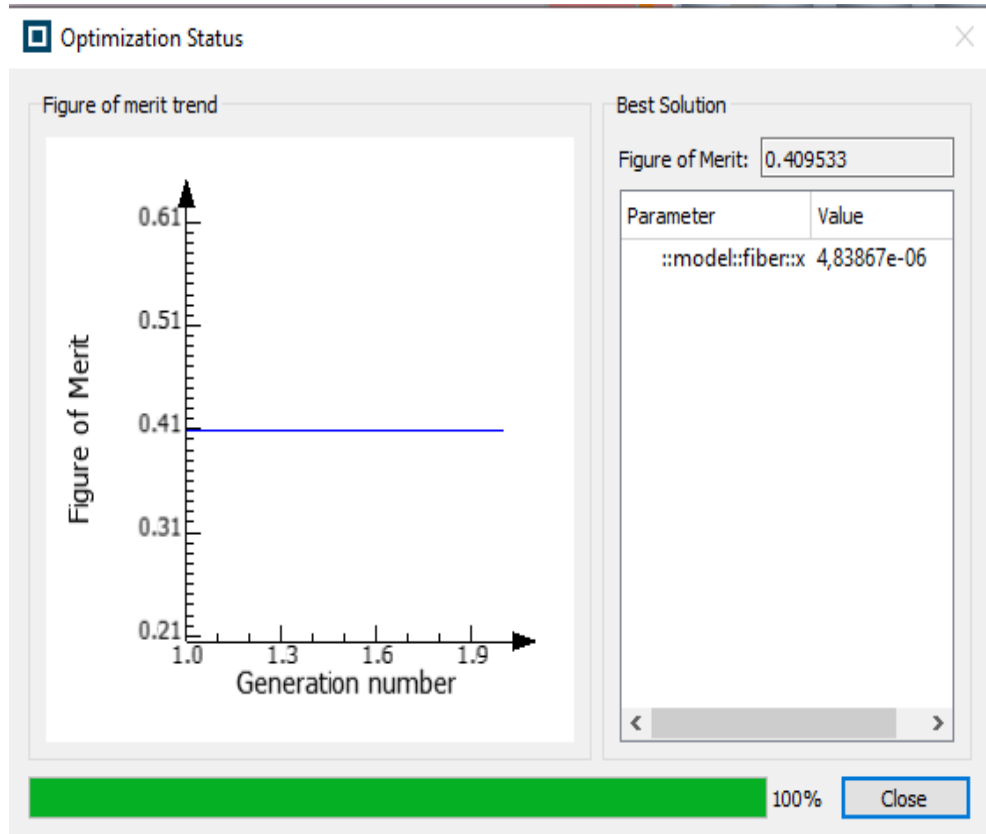 Optimization Status
Figure of merit trend
0.61
0.51
0.41
0.31
0.21
Figure of Merit
1.0 1.3 1.6 1.9
Generation number
Best Solution
Figure of Merit: 0.409533
Parameter Value
::model::fiber::x 4,83867e-06
100% Close